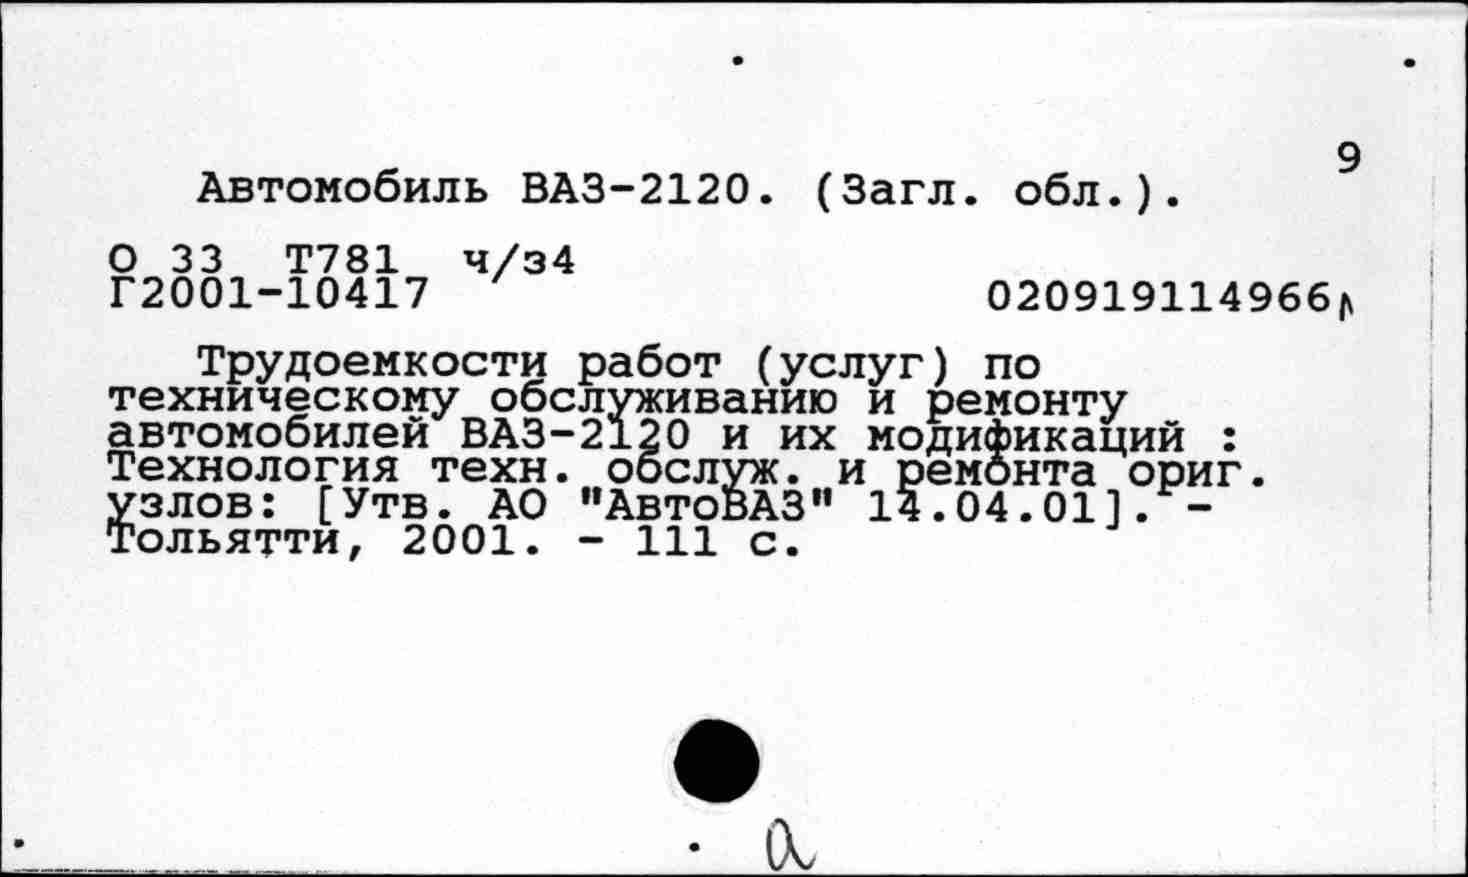 9
Автомобиль ВАЗ-2120. (Загл. обл.).
О 33 Т781 ч/з4
Г2001-10417 020919114966
Трудоемкости работ (услуг) по
техническому обслуживанию и ремонту
автомобилей ВАЗ-2120 и их модификаций :
Технология техн. обслуж. и ремонта ориг.
узлов: [Утв. АО "АвтоВАЗ" 14.04.01]. -
Тольятти, 2001. - 111 с.
а